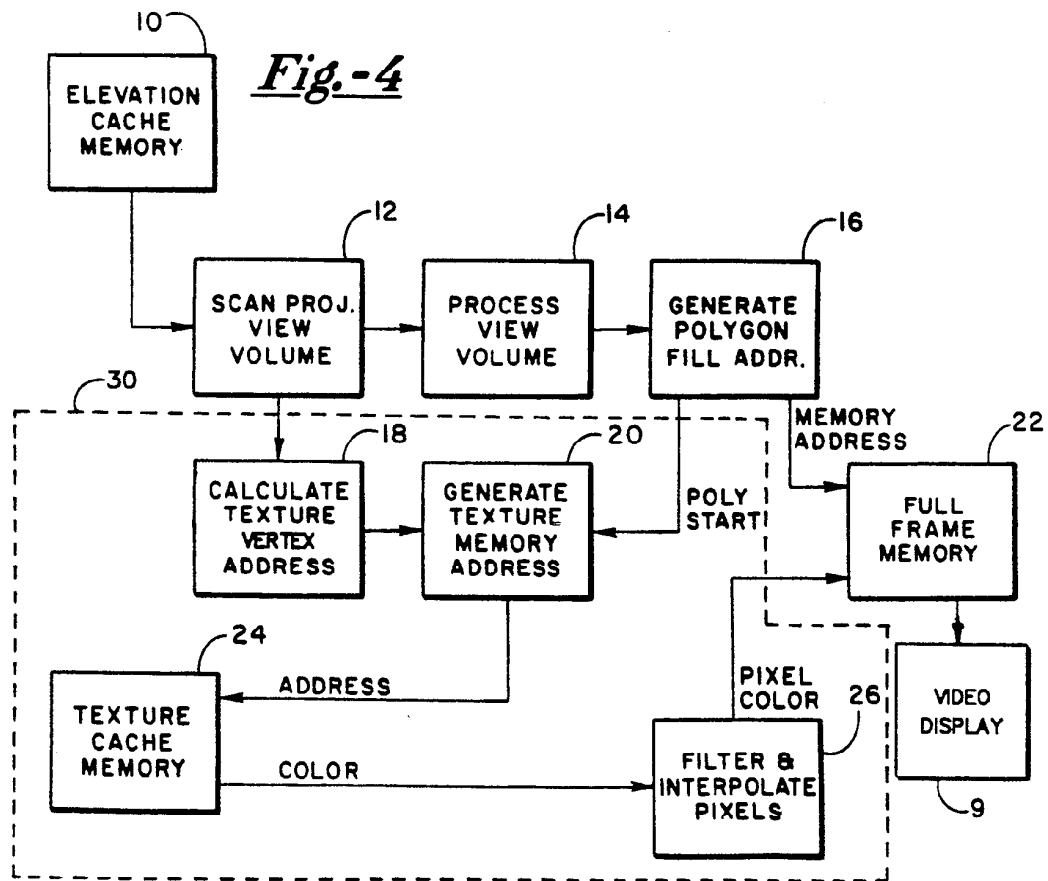 10
Fig.-4
ELEVATION
CACHE
MEMORY
12
14
16
SCAN PROJ.
VIEW
VOLUME
PROCESS
VIEW
VOLUME
GENERATE
POLYGON
FILL ADDR.
30
MEMORY
ADDRESS
18
20
22
CALCULATE
TEXTURE
VERTEX
ADDRESS
GENERATE
TEXTURE
MEMORY
ADDRESS
POLY
START
FULL
FRAME
MEMORY
24
ADDRESS
PIXEL
COLOR
26
TEXTURE
CACHE
MEMORY
COLOR
FILTER &
INTERPOLATE
PIXELS
VIDEO
DISPLAY
9